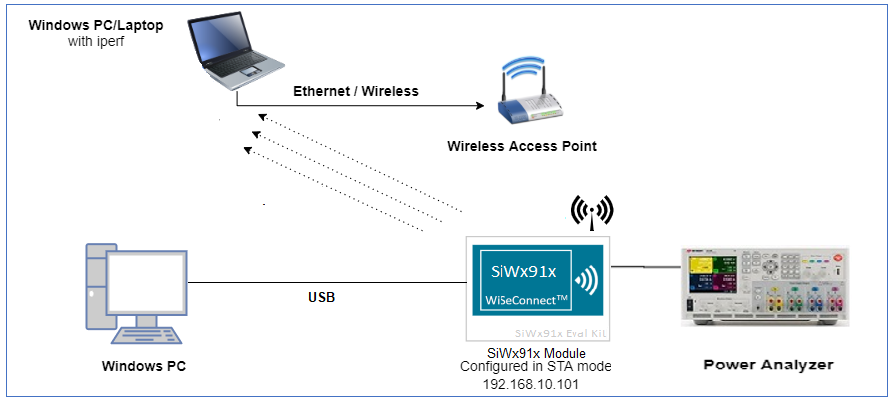 Windows PC/Laptop
with iperf
Ethernet / Wireless
Wireless Access Point
SiWx91x
WiSeConnect™
SiWx91x Eval Kit
USB
Windows PC
SiWx91x Module
Configured in STA mode
192.168.10.101
Power Analyzer